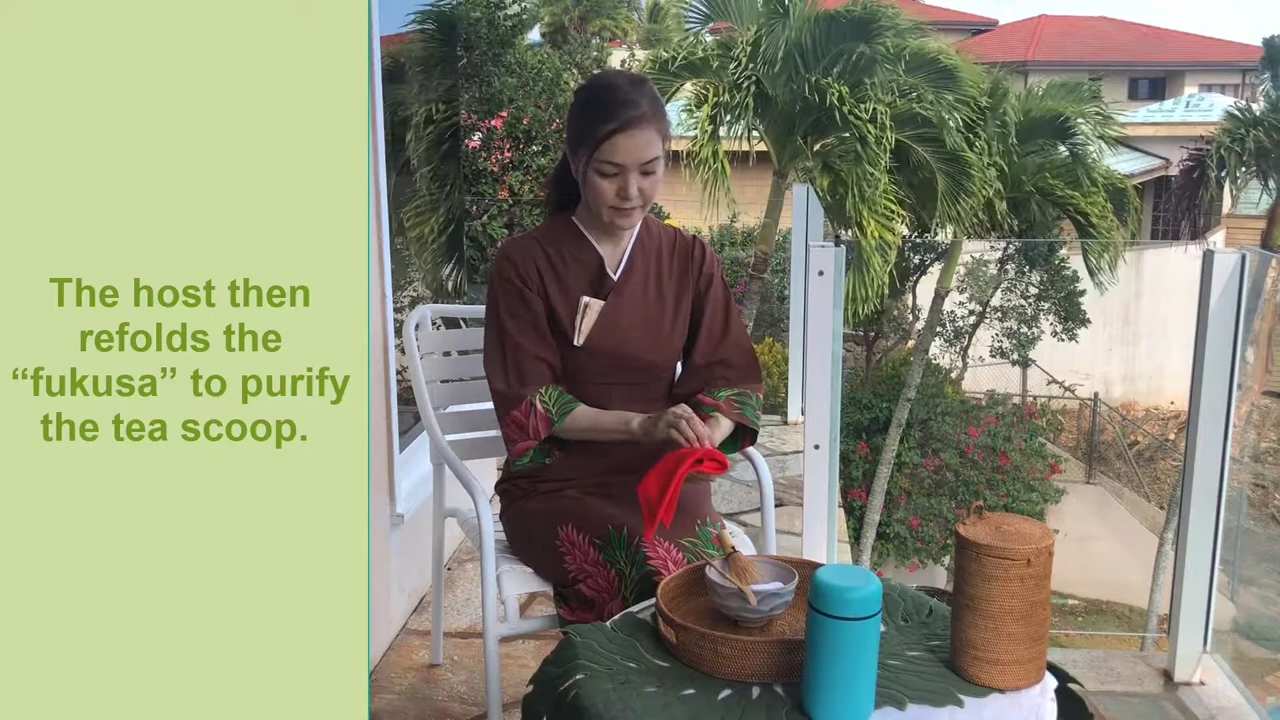 The host then
refolds the
“fukusa” to purify
the tea scoop.